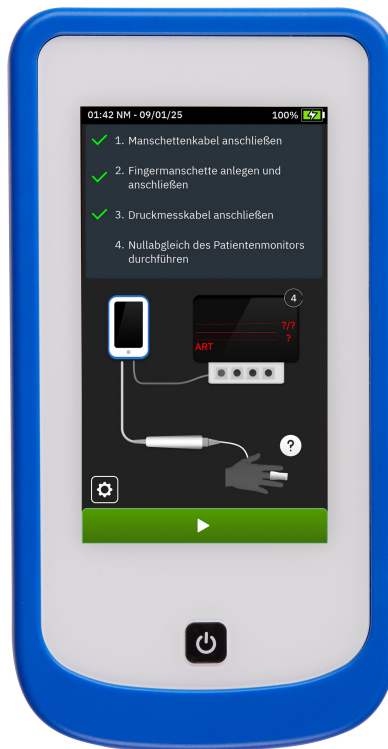 01:42 NM - 09/01/25 100%
1. Manschettenkabel anschließen
2. Fingermanschette anlegen und
anschließen
3. Druckmesskabel anschließen
4. Nullabgleich des Patientenmonitors
durchführen
4
?/?
?
ART
?